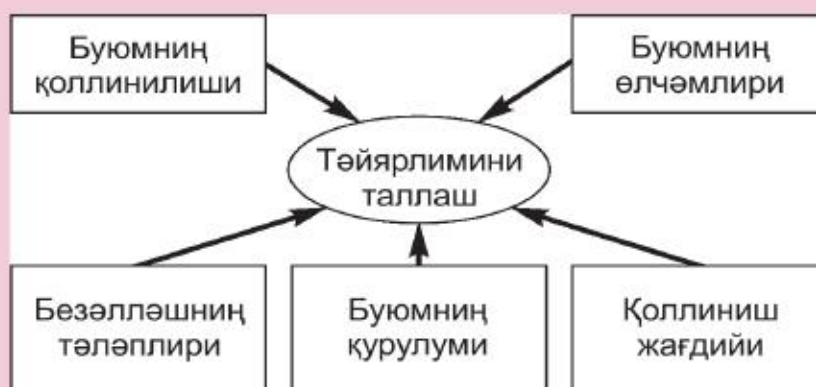 Буюмниң
қоллинилиши
Буюмниң
өлчәмлири
Тәйярлимини
таллаш
Безәлләшниң
тәләплири
Буюмниң
қурулуми
Қоллиниш
жағдийи